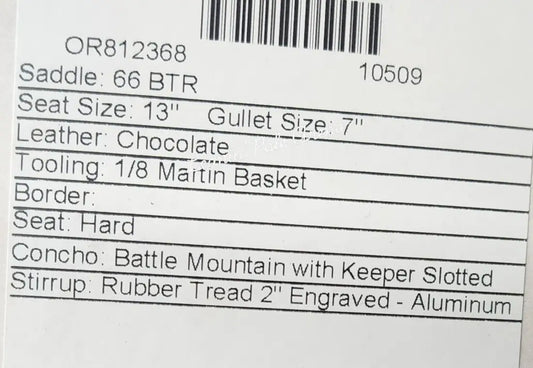 OR812368
10509
Saddle: 66 BTR
Seat Size: 13" Gullet Size: 7"
Leather: Chocolate
Tooling: 1/8 Martin Basket
Border:
Seat: Hard
Concho: Battle Mountain with Keeper Slotted
Stirrup: Rubber Tread 2" Engraved - Aluminum